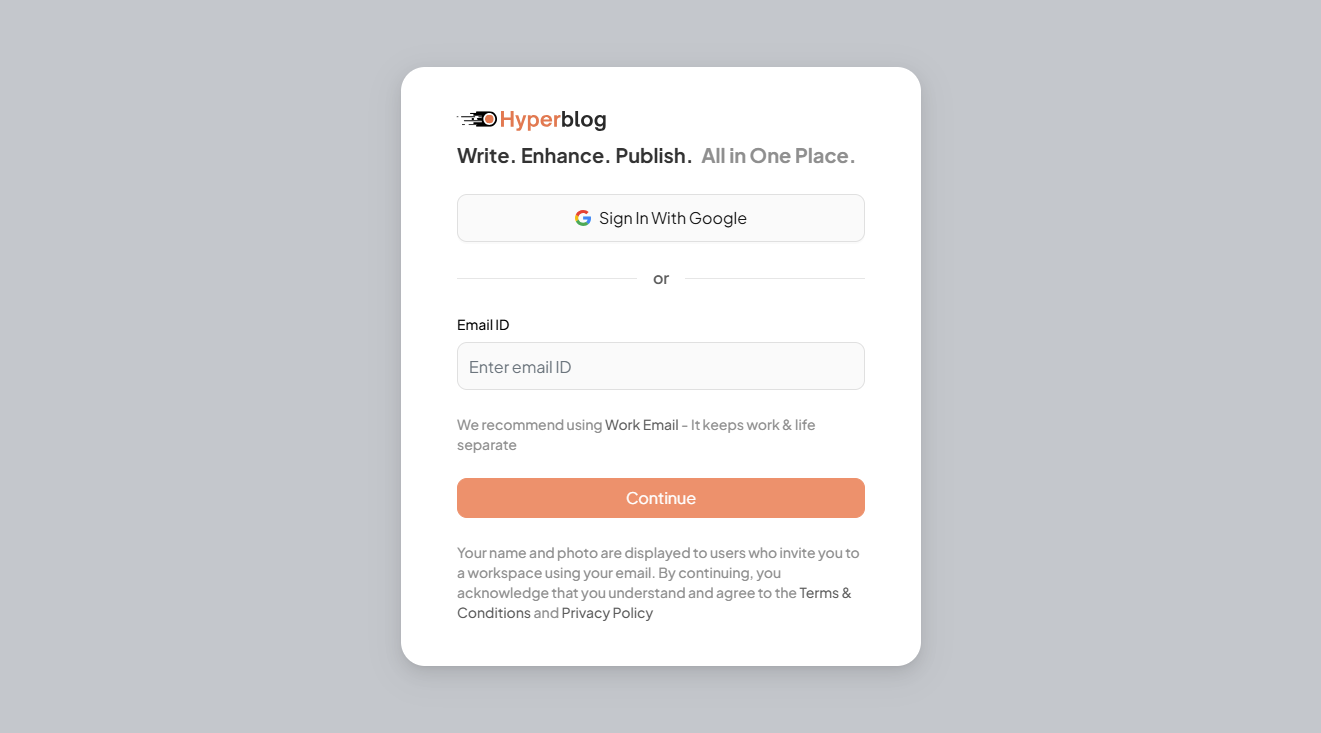 Hyperblog
Write. Enhance. Publish. All in One Place.
Sign In With Google
or
Email ID
Enter email ID
We recommend using Work Email - It keeps work & life
separate
Continue
Your name and photo are displayed to users who invite you to
a workspace using your email. By continuing, you
acknowledge that you understand and agree to the Terms &
Conditions and Privacy Policy